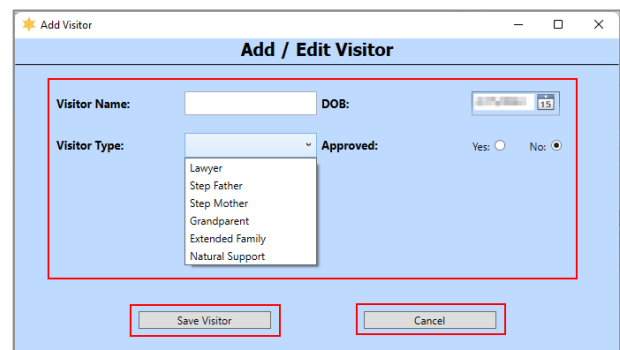 Add Visitor
Add / Edit Visitor
Visitor Name: DOB: 15
Visitor Type: Approved: Yes: No:
Lawyer
Step Father
Step Mother
Grandparent
Extended Family
Natural Support
Save Visitor Cancel